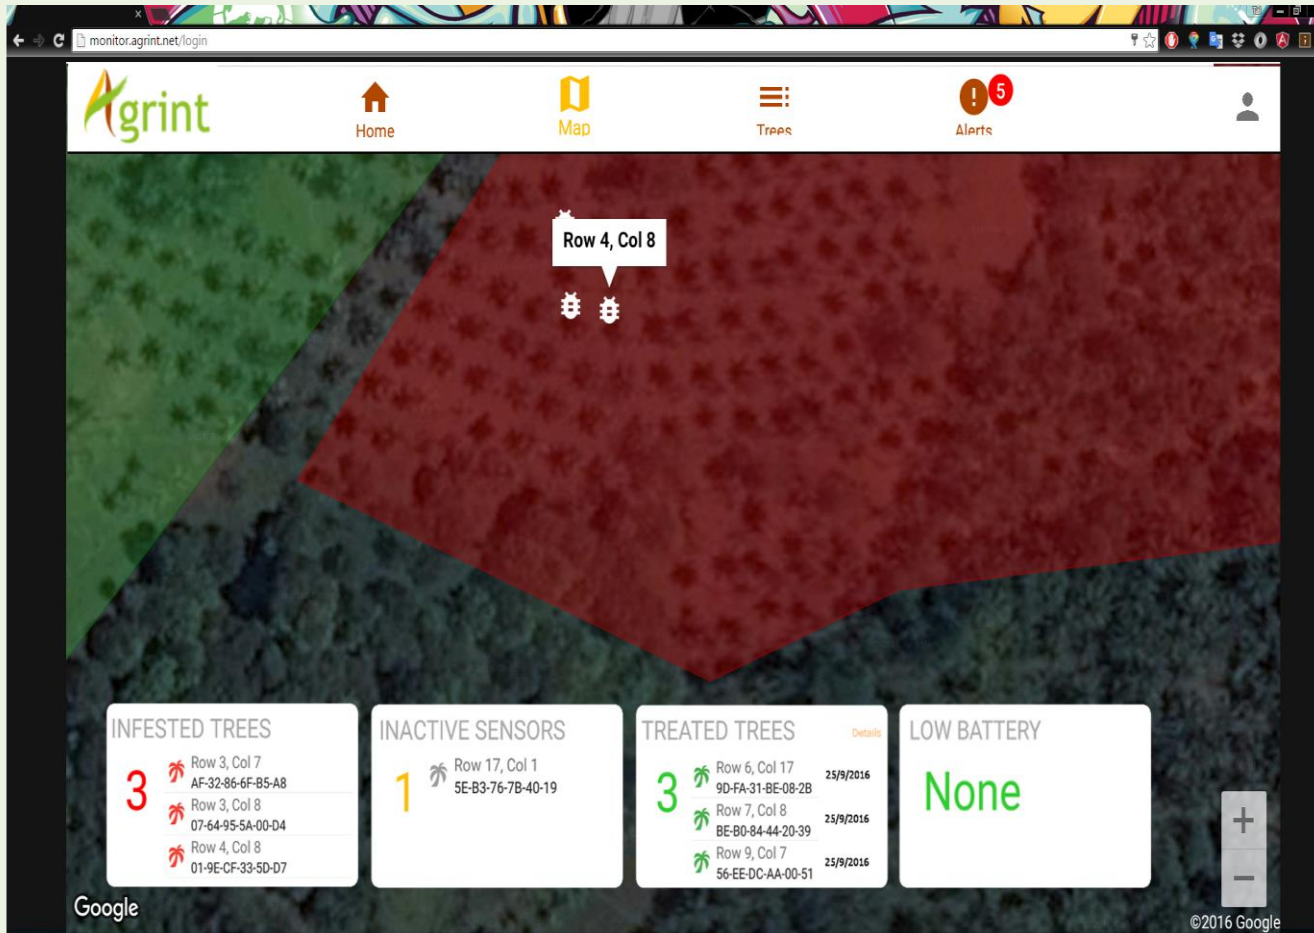 monitor.agrint.net/login
Agrint
Home
Map
Trees
Alerts
5
Row 4, Col 8
INFESTED TREES
3
Row 3, Col 7
AF-32-86-6F-B5-A8
Row 3, Col 8
07-64-95-5A-00-D4
Row 4, Col 8
01-9E-CF-33-5D-D7
INACTIVE SENSORS
1
Row 17, Col 1
5E-B3-76-7B-40-19
TREATED TREES
Details
3
Row 6, Col 17
9D-FA-31-BE-08-2B
25/9/2016
Row 7, Col 8
BE-B0-84-44-20-39
25/9/2016
Row 9, Col 7
56-EE-DC-AA-00-51
25/9/2016
LOW BATTERY
None
+
−
Google
©2016 Google